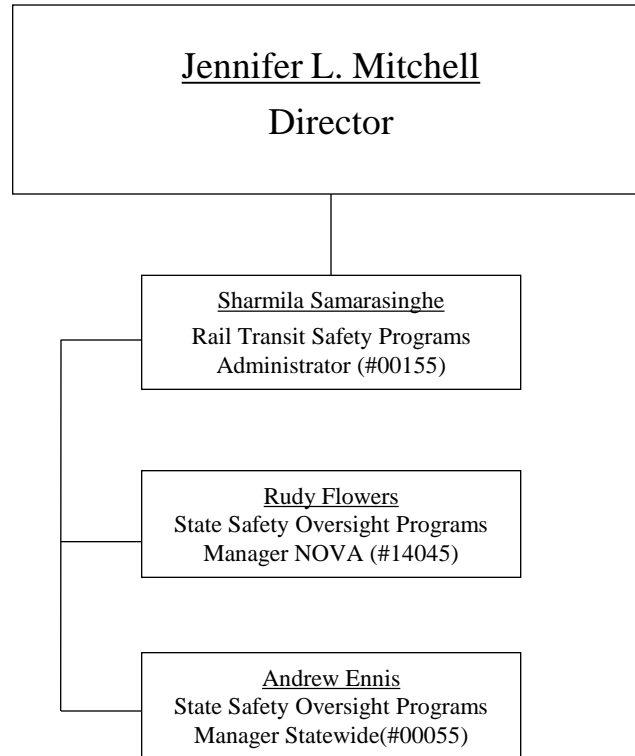 Jennifer L. Mitchell
Director
Sharmila Samarasinghe
Rail Transit Safety Programs
Administrator (#00155)
Rudy Flowers
State Safety Oversight Programs
Manager NOVA (#14045)
Andrew Ennis
State Safety Oversight Programs
Manager Statewide(#00055)